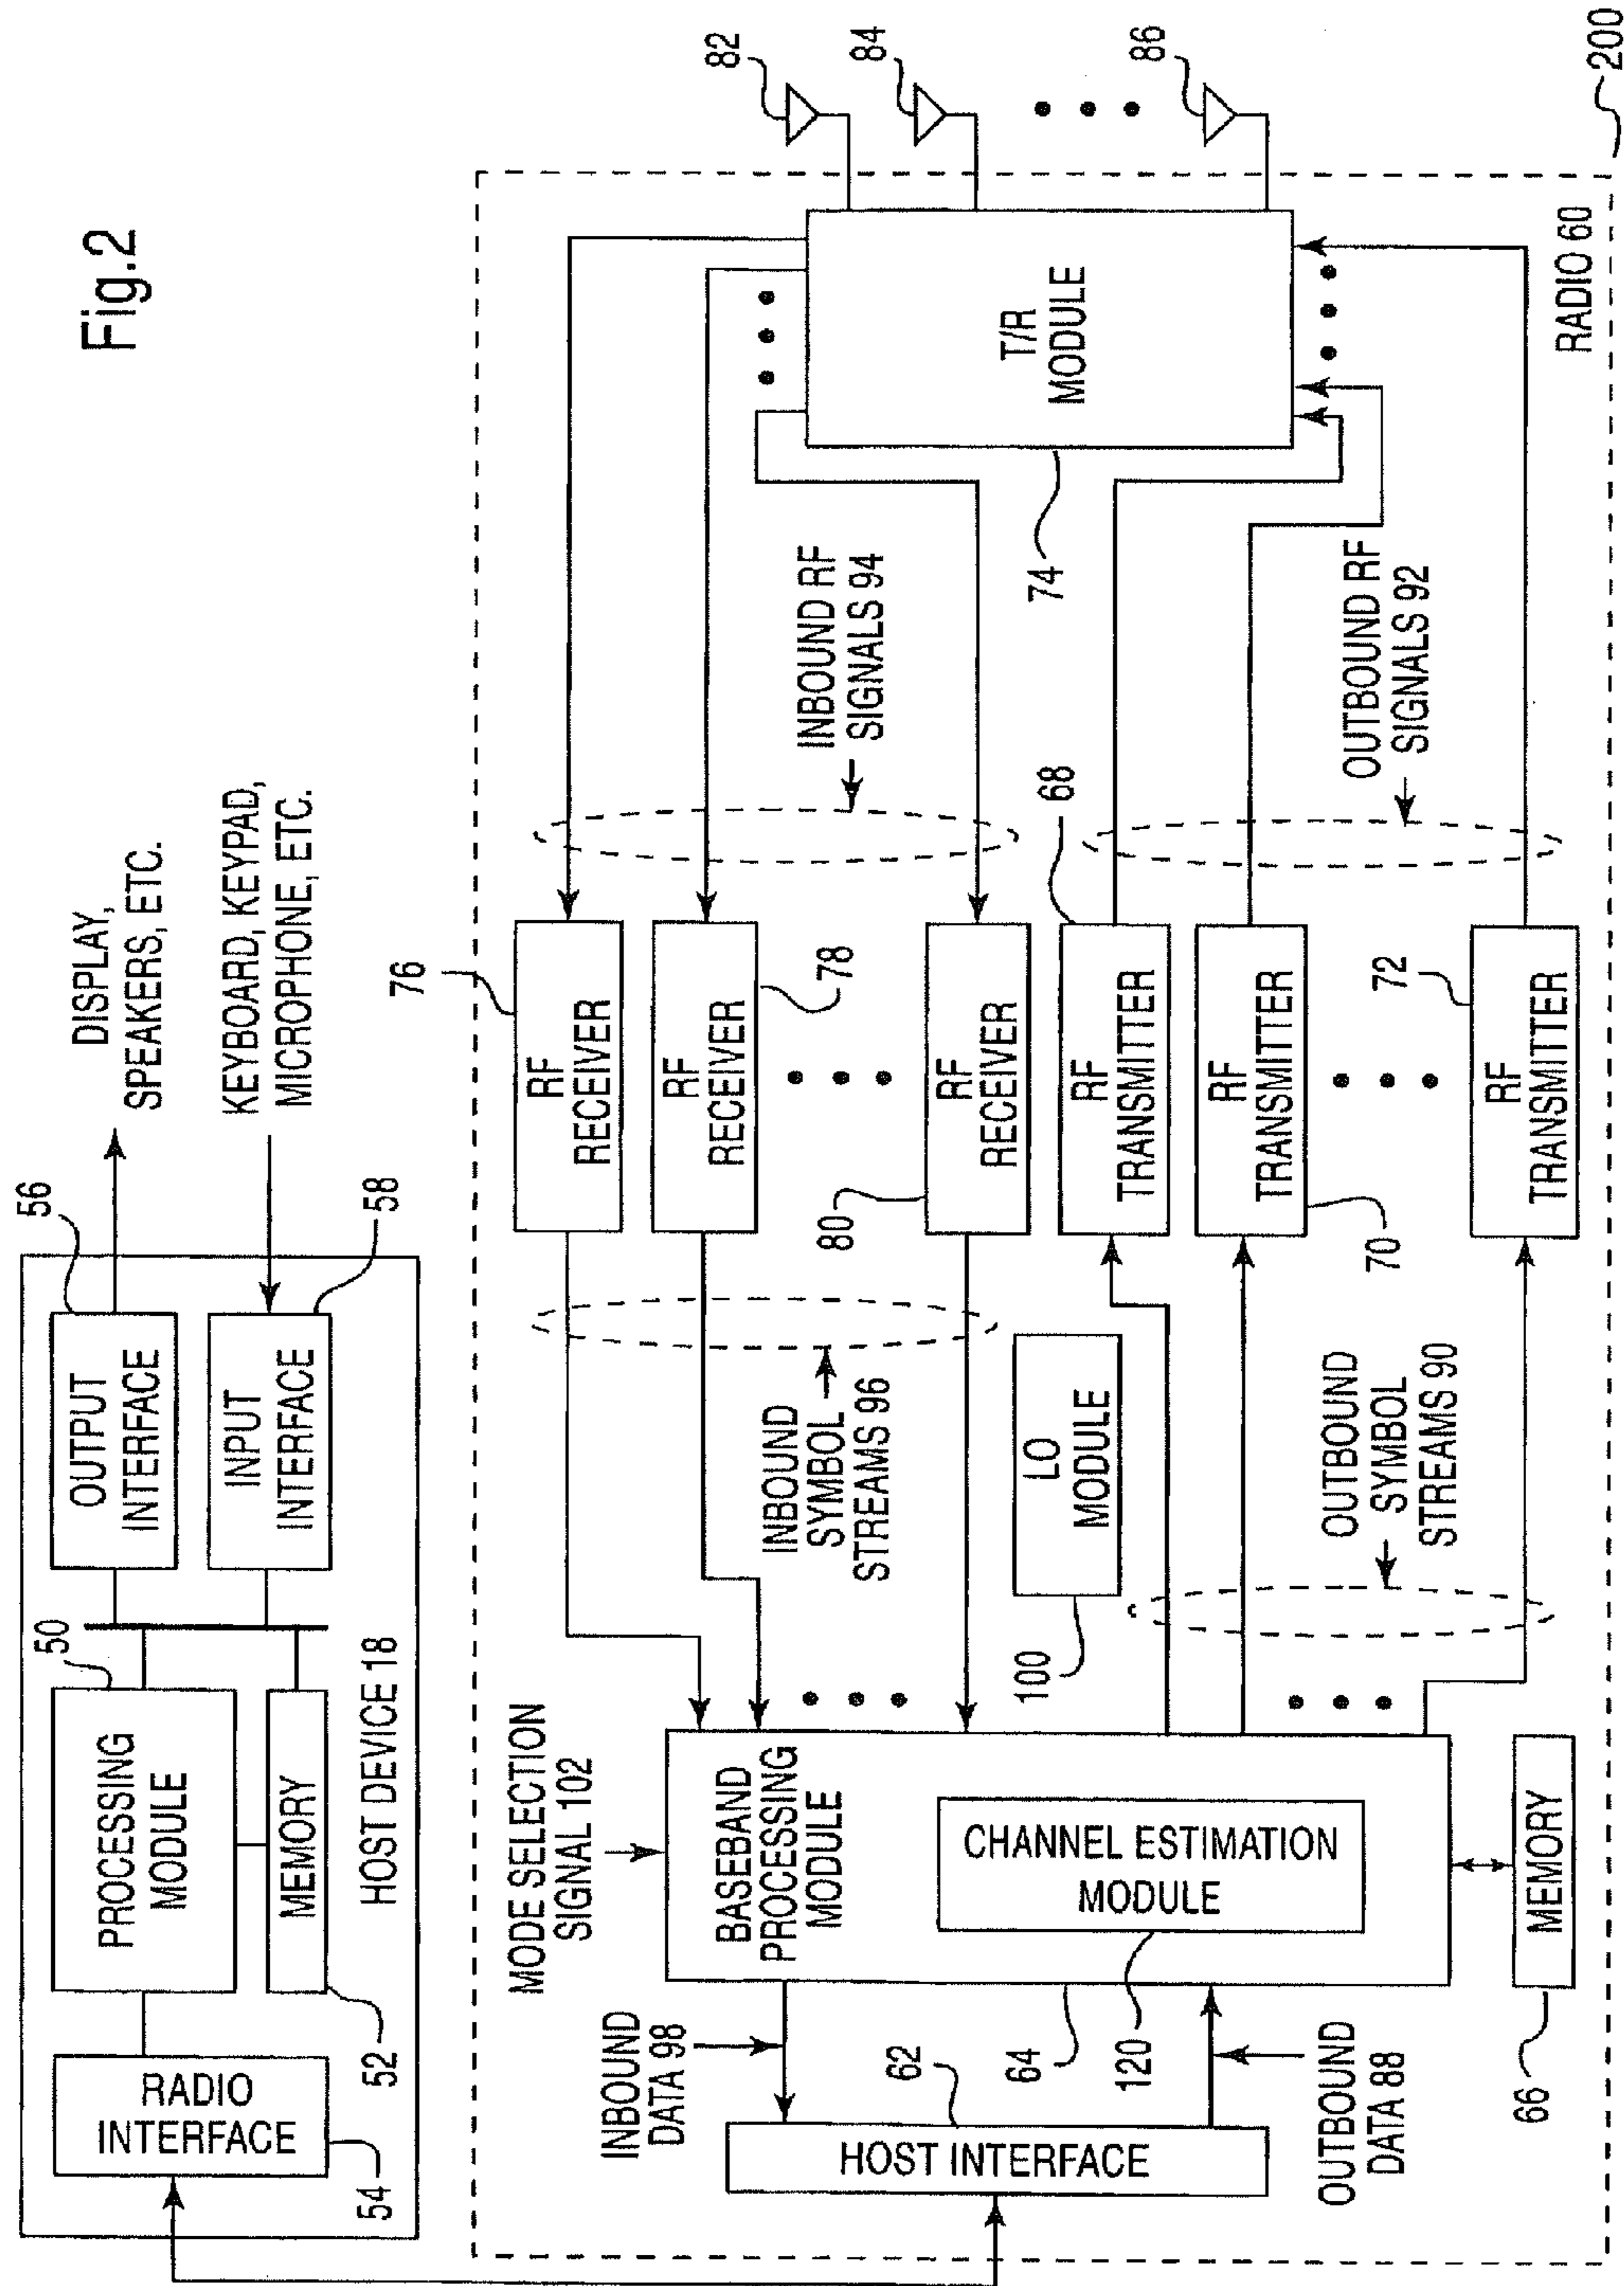 Fig.2
DISPLAY,
SPEAKERS, ETC.
KEYBOARD, KEYPAD,
MICROPHONE, ETC.
56
OUTPUT
INTERFACE
INPUT
INTERFACE
58
50
PROCESSING
MODULE
MEMORY
52
HOST DEVICE 18
RADIO
INTERFACE
54
MODE SELECTION
SIGNAL 102
INBOUND
DATA 98
HOST INTERFACE
62
BASEBAND
PROCESSING
MODULE
64
CHANNEL ESTIMATION
MODULE
120
OUTBOUND
DATA 88
MEMORY
66
INBOUND
SYMBOL
STREAMS 96
LO
MODULE
100
OUTBOUND
SYMBOL
STREAMS 90
76
RF
RECEIVER
RF
RECEIVER
78
RF
RECEIVER
80
68
RF
TRANSMITTER
RF
TRANSMITTER
70
72
RF
TRANSMITTER
INBOUND RF
SIGNALS 94
OUTBOUND RF
SIGNALS 92
T/R
MODULE
74
82
84
86
RADIO 60
200